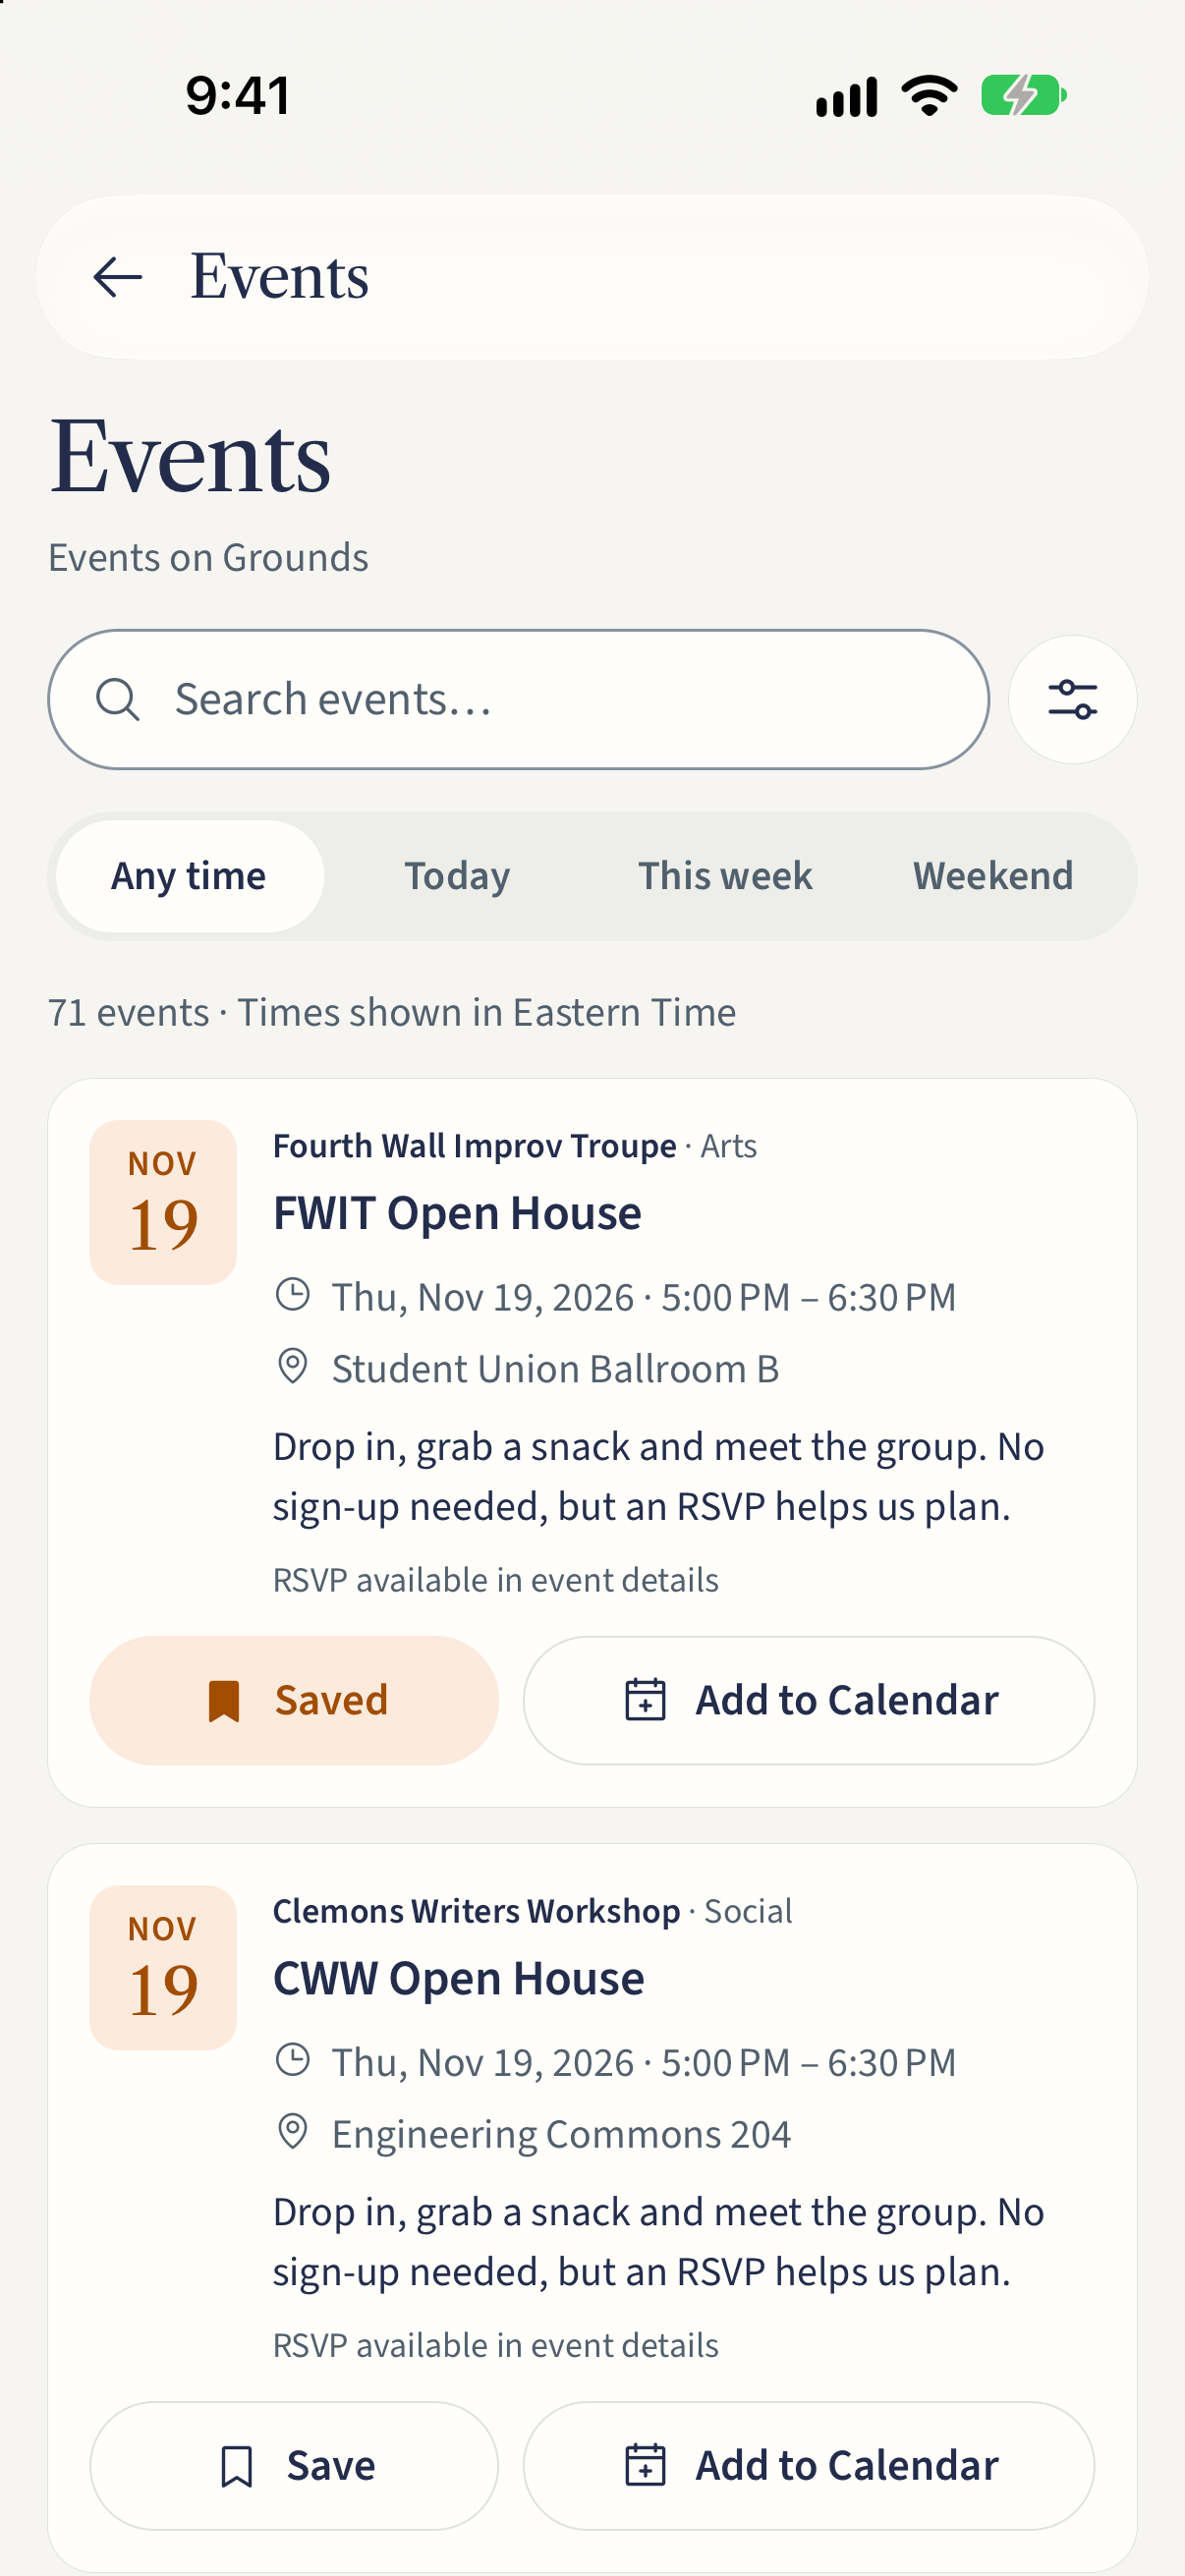 9:41
Events
Events
Events on Grounds
Search events…
Any time Today This week Weekend
71 events · Times shown in Eastern Time
NOV
19
Fourth Wall Improv Troupe · Arts
FWIT Open House
Thu, Nov 19, 2026 · 5:00 PM – 6:30 PM
Student Union Ballroom B
Drop in, grab a snack and meet the group. No
sign-up needed, but an RSVP helps us plan.
RSVP available in event details
Saved Add to Calendar
NOV
19
Clemons Writers Workshop · Social
CWW Open House
Thu, Nov 19, 2026 · 5:00 PM – 6:30 PM
Engineering Commons 204
Drop in, grab a snack and meet the group. No
sign-up needed, but an RSVP helps us plan.
RSVP available in event details
Save Add to Calendar